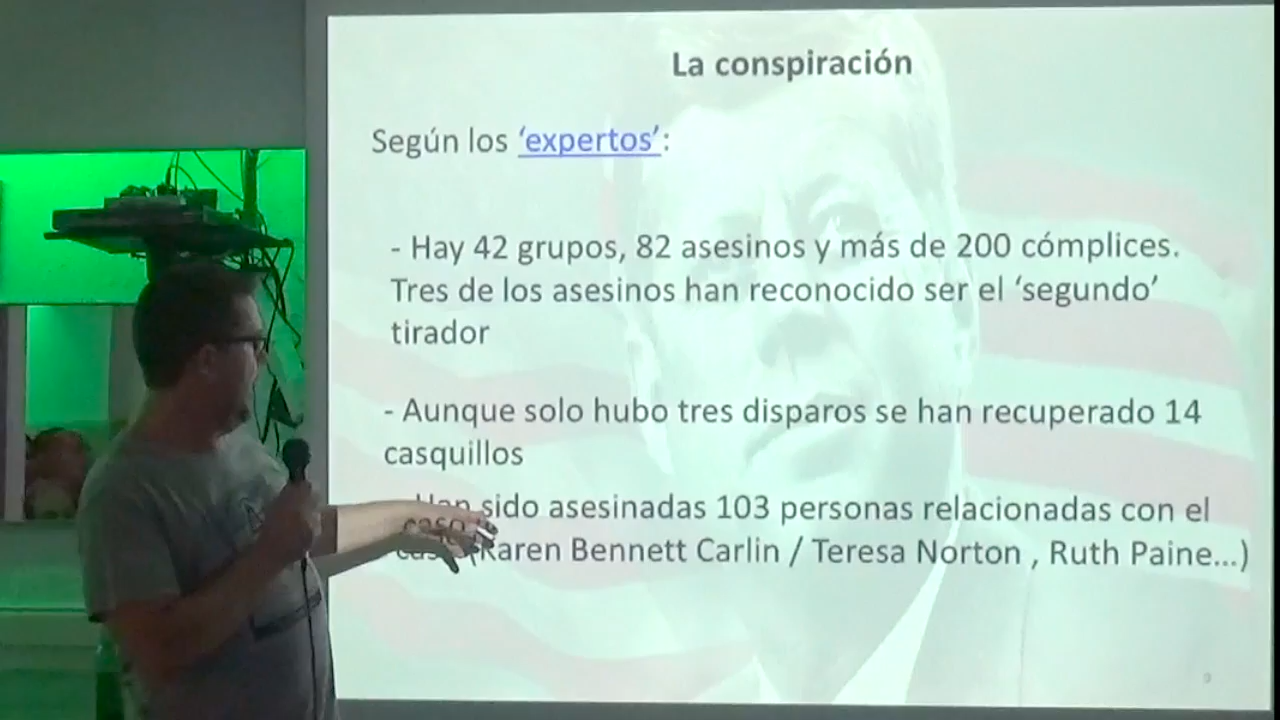 La conspiración
Según los ‘expertos’:
- Hay 42 grupos, 82 asesinos y más de 200 cómplices.
Tres de los asesinos han reconocido ser el ‘segundo’
tirador
- Aunque solo hubo tres disparos se han recuperado 14
casquillos
Han sido asesinadas 103 personas relacionadas con el
caso (Karen Bennett Carlin / Teresa Norton , Ruth Paine...)
9